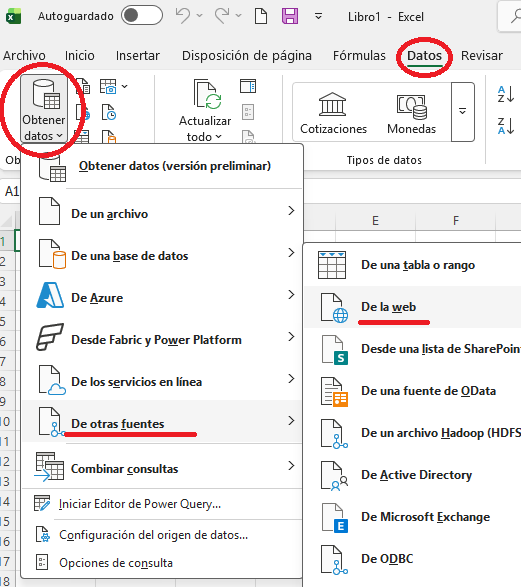 Autoguardado
Libro1 - Excel
Archivo Inicio Insertar Disposición de página Fórmulas Datos Revisar
Obtener datos
Actualizar todo
Cotizaciones
Monedas
Tipos de datos
A1
Obtener datos (versión preliminar)
De un archivo
De una base de datos
De Azure
Desde Fabric y Power Platform
De los servicios en línea
De otras fuentes
Combinar consultas
Iniciar Editor de Power Query...
Configuración del origen de datos...
Opciones de consulta
E F
De una tabla o rango
De la web
Desde una lista de SharePoin
De una fuente de OData
De un archivo Hadoop (HDFS
De Active Directory
De Microsoft Exchange
De ODBC